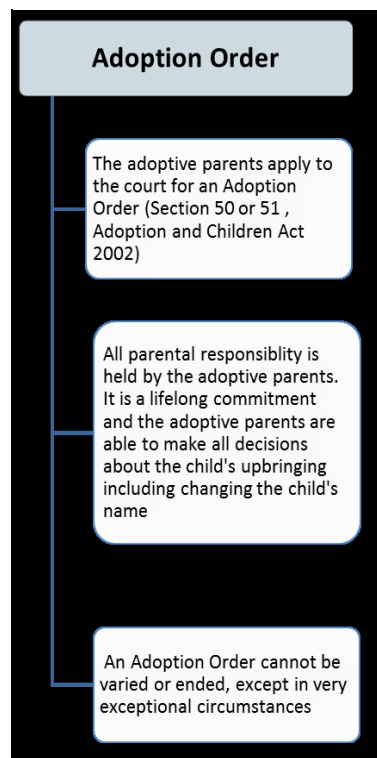 Adoption Order
The adoptive parents apply to
the court for an Adoption
Order (Section 50 or 51 ,
Adoption and Children Act
2002)
All parental responsiblity is
held by the adoptive parents.
It is a lifelong commitment
and the adoptive parents are
able to make all decisions
about the child's upbringing
including changing the child's
name
An Adoption Order cannot be
varied or ended, except in very
exceptional circumstances